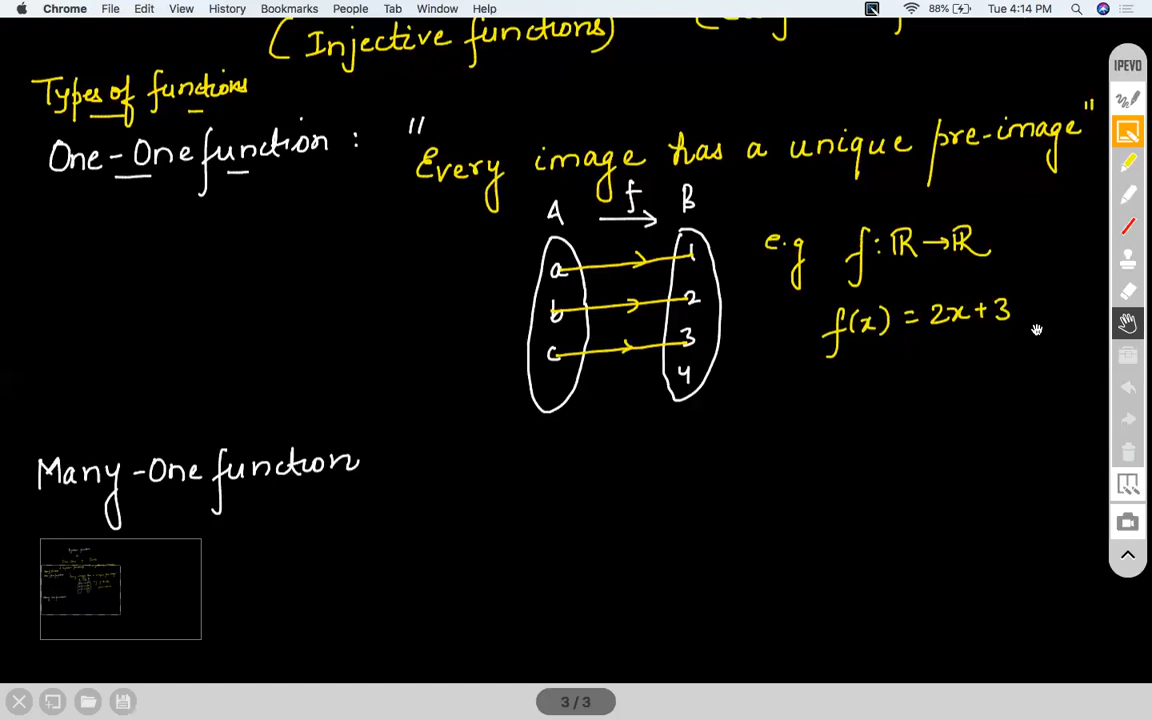 Chrome File Edit View History Bookmarks People Tab Window Help 88% Tue 4:14 PM
(Injective functions)
Types of functions
IPEVO
One-One function : "Every image has a unique pre-image"
A f B
a 1
b 2
c 3
4
e.g f: ℝ→ℝ
f(x) = 2x+3
Many-One function
3 / 3